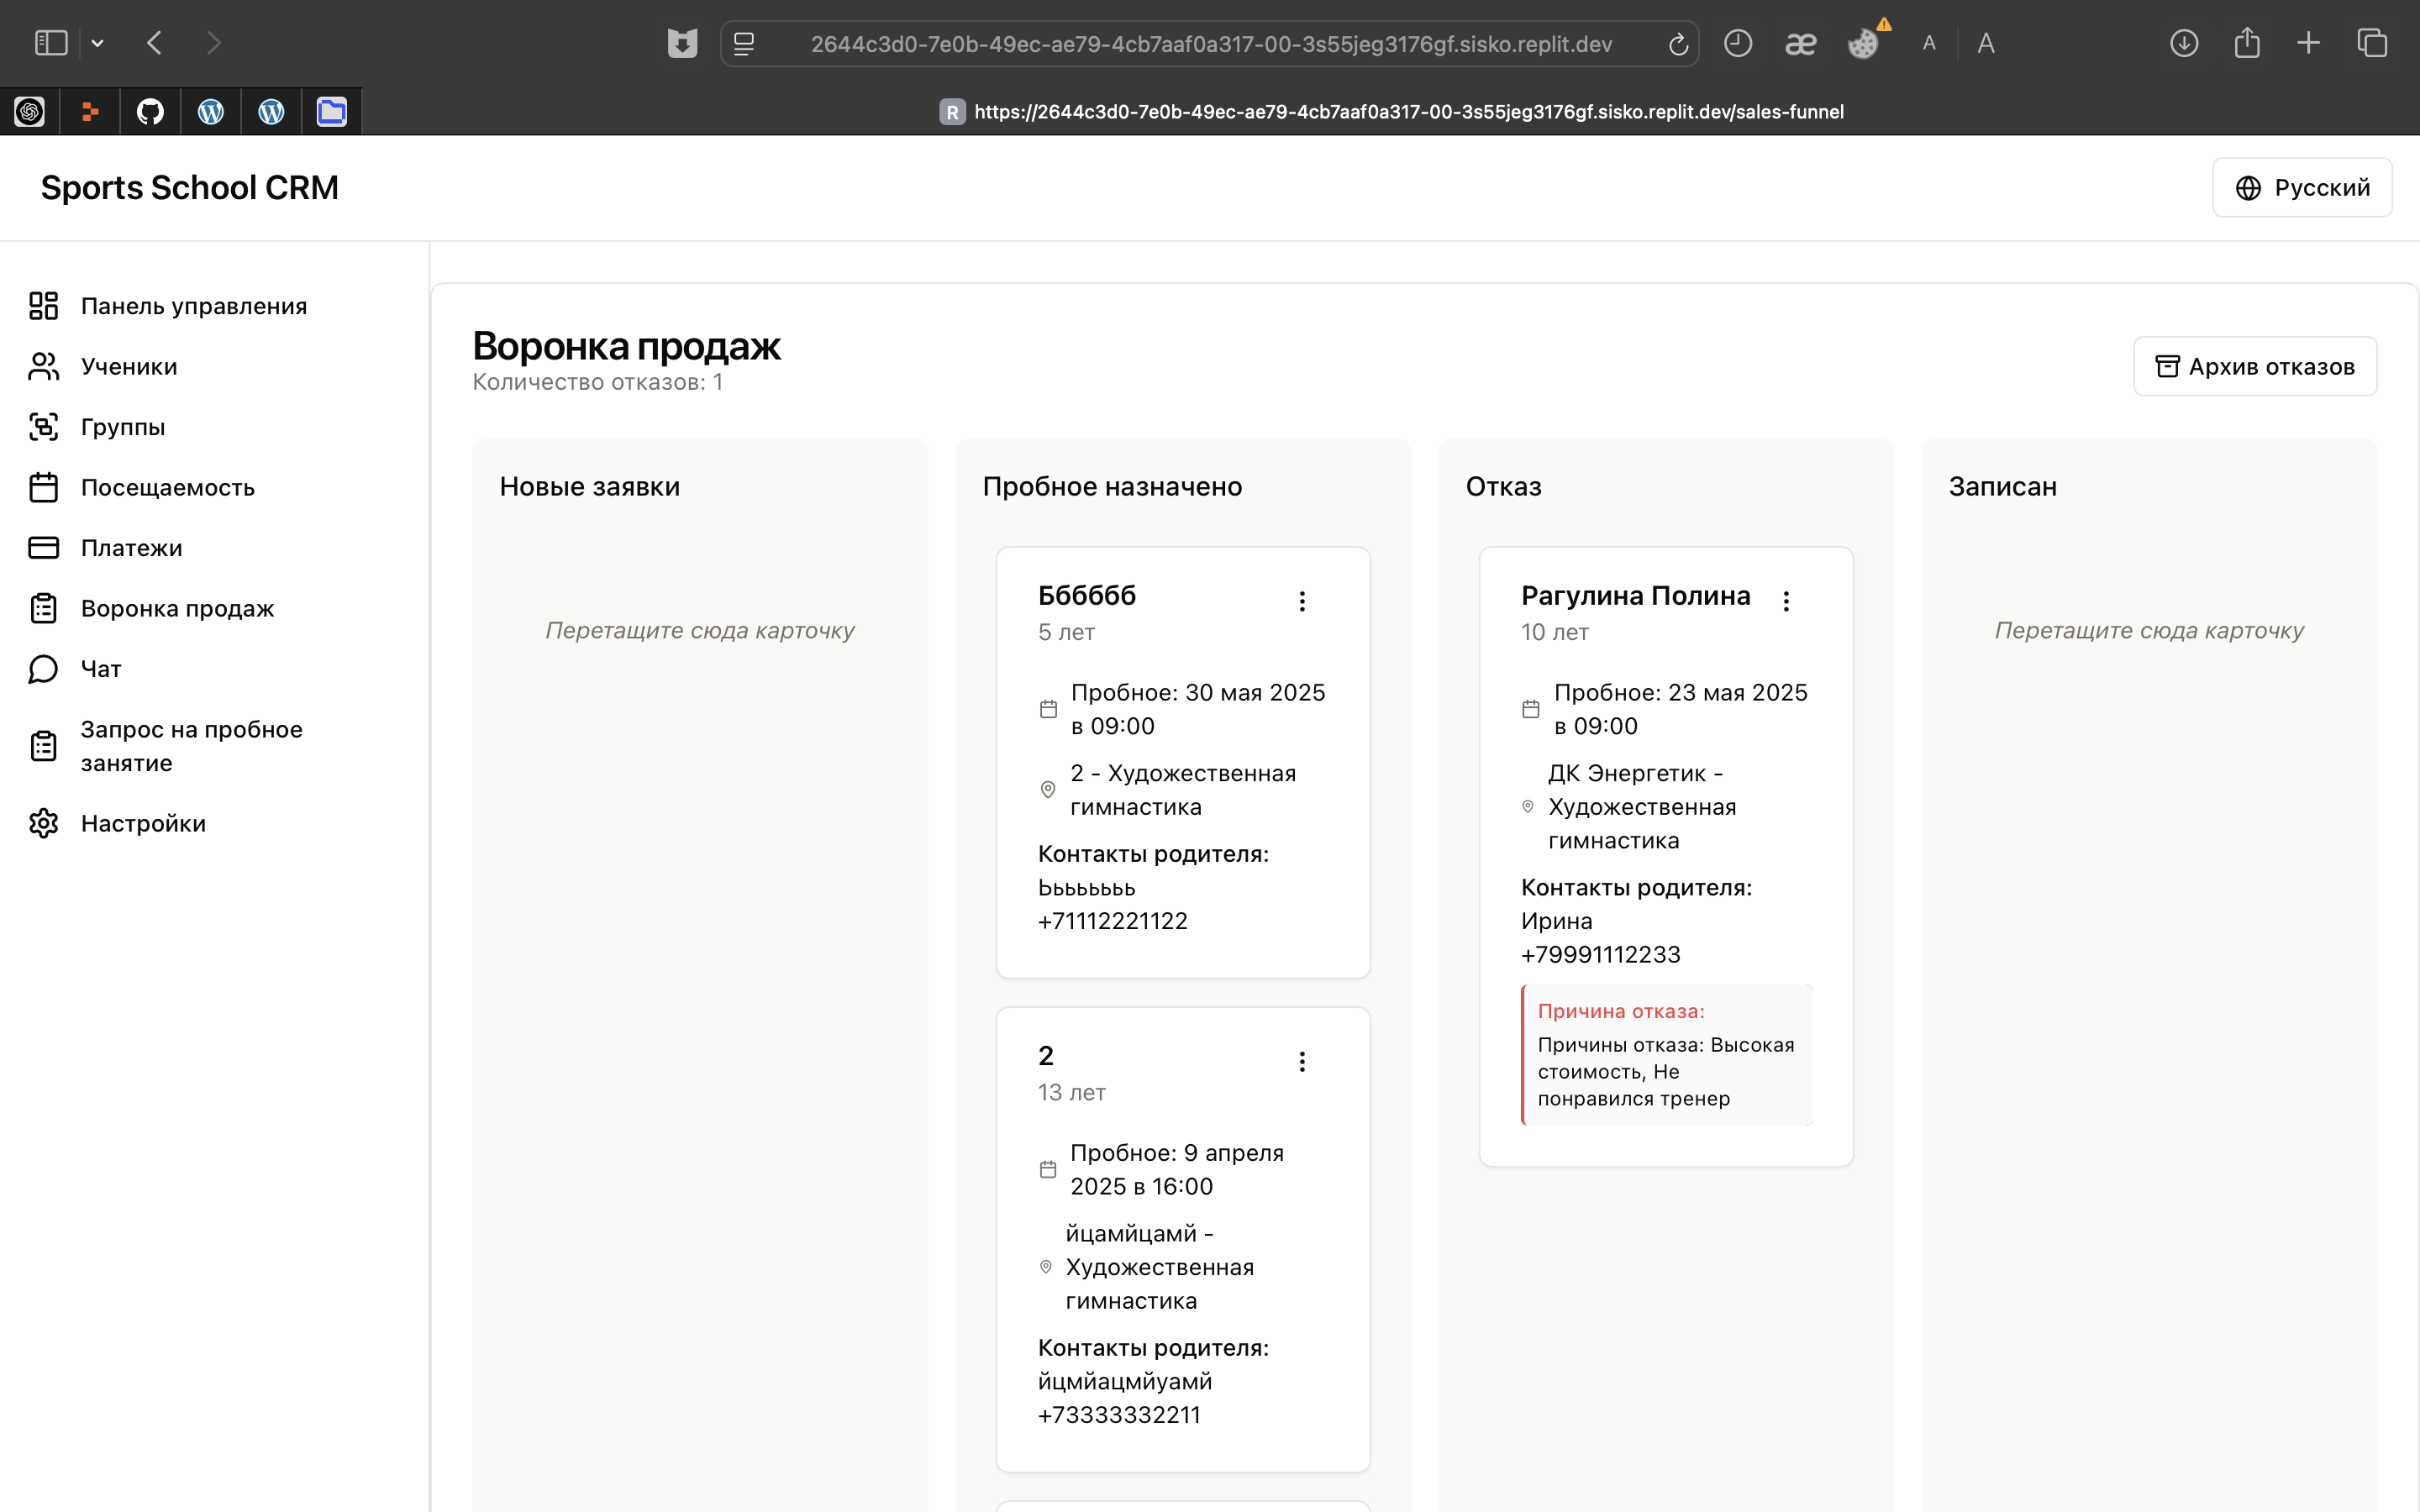 2644c3d0-7e0b-49ec-ae79-4cb7aaf0a317-00-3s55jeg3176gf.sisko.replit.dev
æ
A
A
R https://2644c3d0-7e0b-49ec-ae79-4cb7aaf0a317-00-3s55jeg3176gf.sisko.replit.dev/sales-funnel
Sports School CRM
Русский
Панель управления
Ученики
Группы
Посещаемость
Платежи
Воронка продаж
Чат
Запрос на пробное
занятие
Настройки
Воронка продаж
Количество отказов: 1
Архив отказов
Новые заявки
Перетащите сюда карточку
Пробное назначено
Бббббб
5 лет
Пробное: 30 мая 2025
в 09:00
2 - Художественная
гимнастика
Контакты родителя:
Ььььььь
+71112221122
2
13 лет
Пробное: 9 апреля
2025 в 16:00
йцамйцамй -
Художественная
гимнастика
Контакты родителя:
йцмйацмйуамй
+73333332211
Отказ
Рагулина Полина
10 лет
Пробное: 23 мая 2025
в 09:00
ДК Энергетик -
Художественная
гимнастика
Контакты родителя:
Ирина
+79991112233
Причина отказа:
Причины отказа: Высокая
стоимость, Не
понравился тренер
Записан
Перетащите сюда карточку